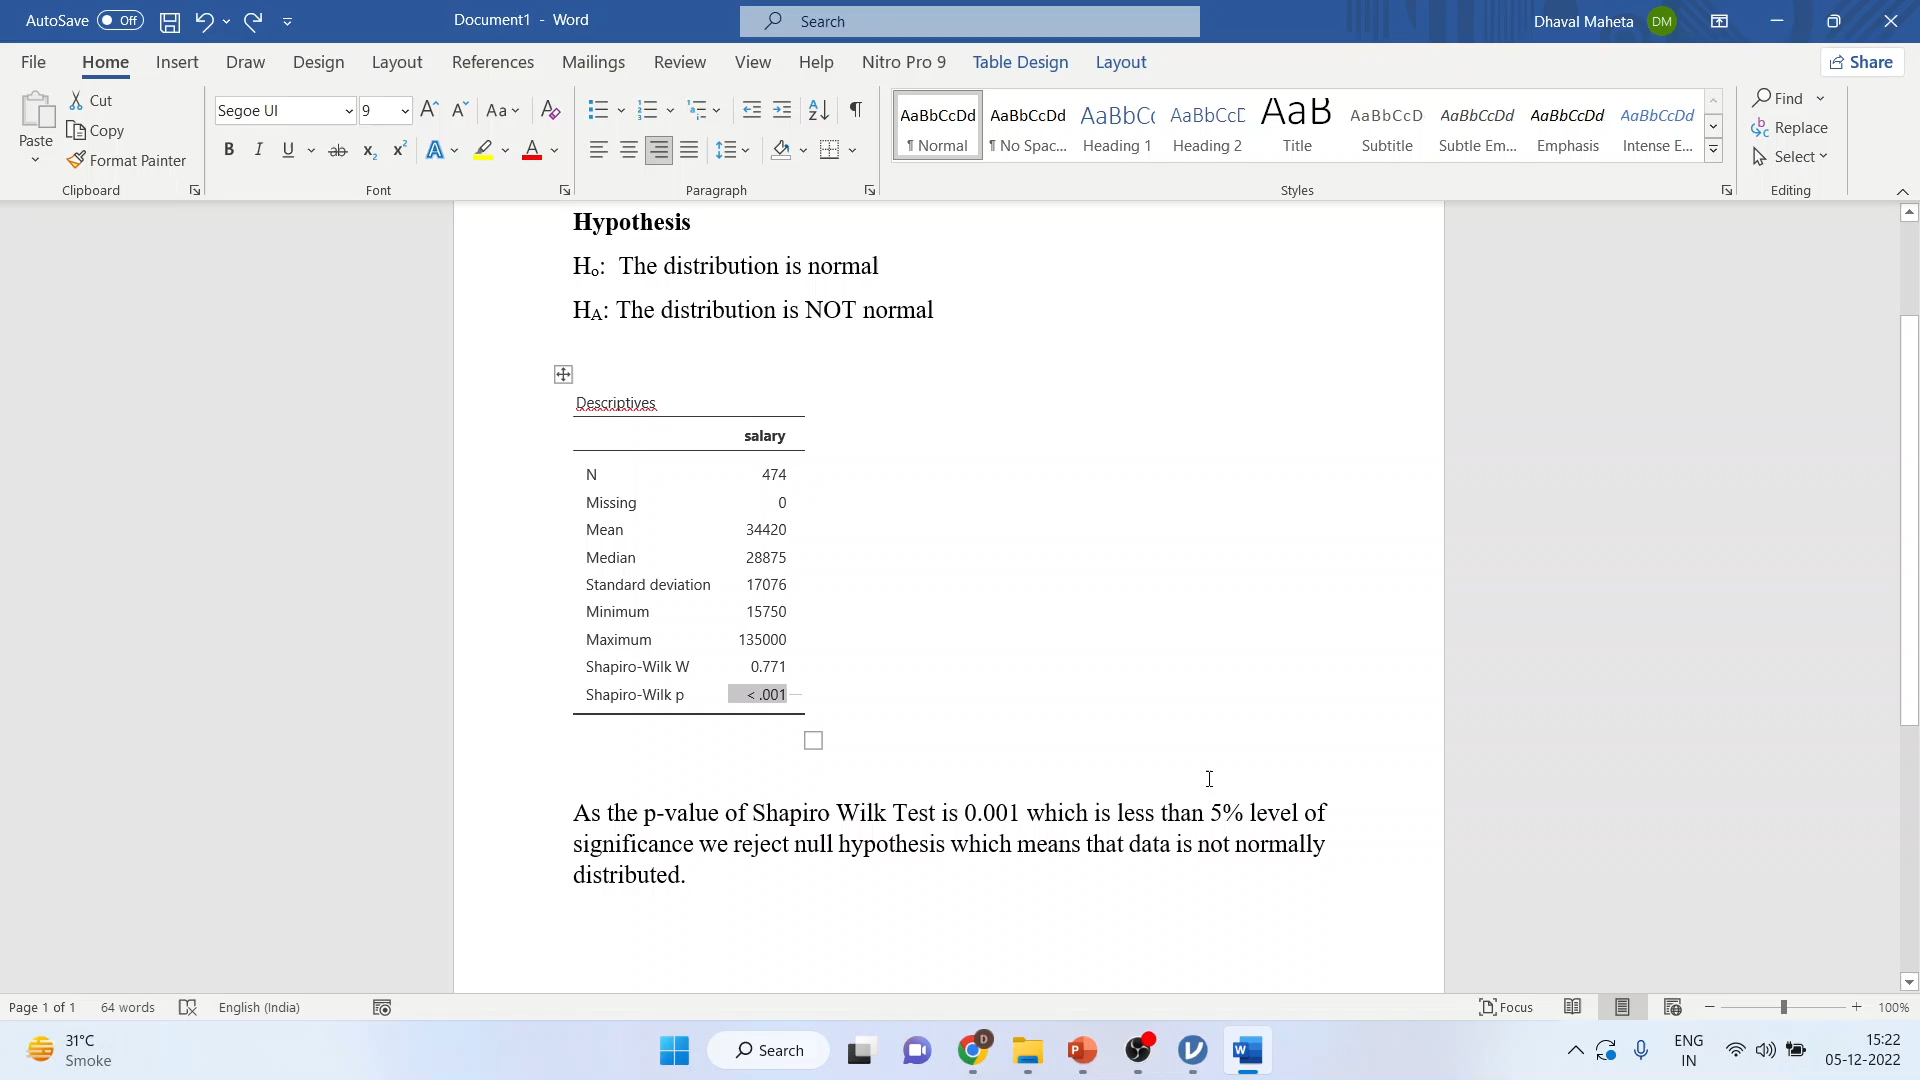 AutoSave Off Document1 - Word Search Dhaval Maheta DM
File Home Insert Draw Design Layout References Mailings Review View Help Nitro Pro 9 Table Design Layout Share
Paste Cut Copy Format Painter
Segoe UI 9
AaBbCcDd AaBbCcDd AaBbCc AaBbCcD AaB AaBbCcD AaBbCcDd AaBbCcDd AaBbCcDd
¶ Normal ¶ No Spac... Heading 1 Heading 2 Title Subtitle Subtle Em... Emphasis Intense E...
Find
Replace
Select
Clipboard Font Paragraph Styles Editing
Hypothesis
Ho: The distribution is normal
HA: The distribution is NOT normal
Descriptives
salary
N 474
Missing 0
Mean 34420
Median 28875
Standard deviation 17076
Minimum 15750
Maximum 135000
Shapiro-Wilk W 0.771
Shapiro-Wilk p < .001
As the p-value of Shapiro Wilk Test is 0.001 which is less than 5% level of
significance we reject null hypothesis which means that data is not normally
distributed.
Page 1 of 1 64 words English (India) Focus 100%
31°C
Smoke
Search
ENG
IN
15:22
05-12-2022